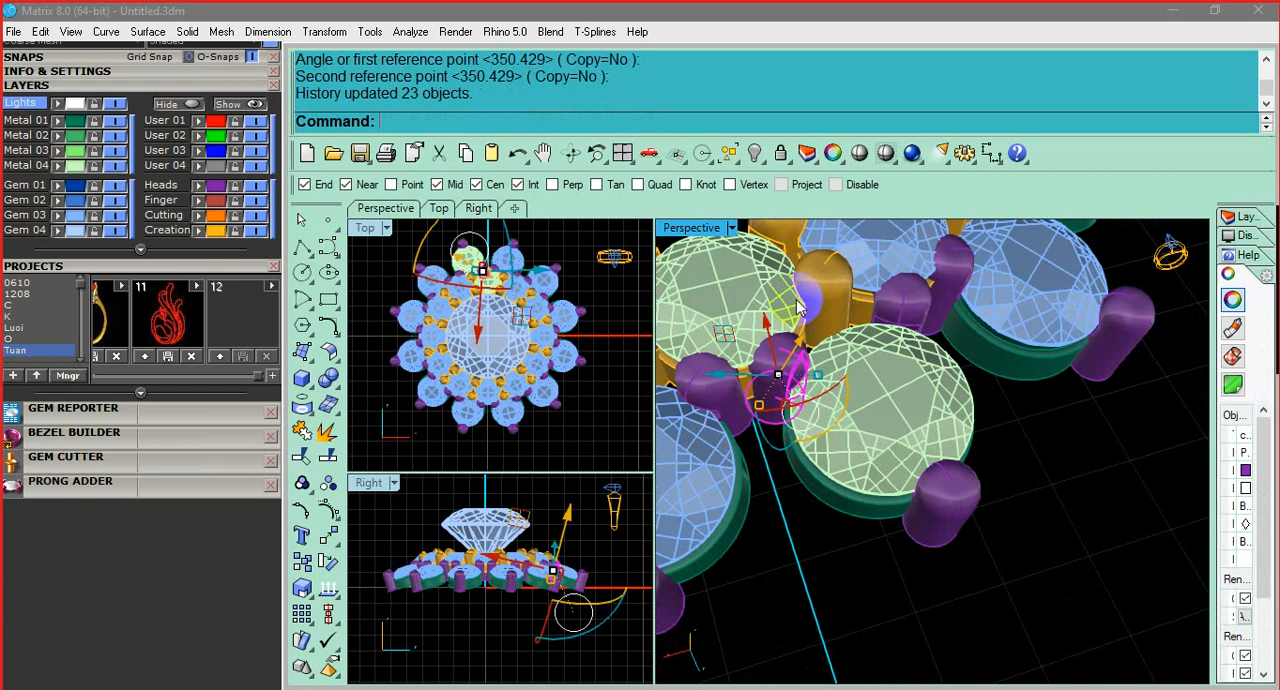 Matrix 8.0 (64-bit) - Untitled.3dm
File Edit View Curve Surface Solid Mesh Dimension Transform Tools Analyze Render Rhino 5.0 Blend T-Splines Help
SNAPS Grid Snap O-Snaps
INFO & SETTINGS
LAYERS
Lights Hide Show
Metal 01 User 01
Metal 02 User 02
Metal 03 User 03
Metal 04 User 04
Gem 01 Heads
Gem 02 Finger
Gem 03 Cutting
Gem 04 Creation
PROJECTS
0610
1208
C
K
Luoi
O
Tuan
11 12
Mngr
GEM REPORTER
BEZEL BUILDER
GEM CUTTER
PRONG ADDER
Angle or first reference point <350.429> ( Copy=No ):
Second reference point <350.429> ( Copy=No ):
History updated 23 objects.
Command:
End Near Point Mid Cen Int Perp Tan Quad Knot Vertex Project Disable
Perspective Top Right
Top
Perspective
Right
Lay...
Dis...
Help
Obj...
c..
P..
B..
B..
Ren...
Ren...